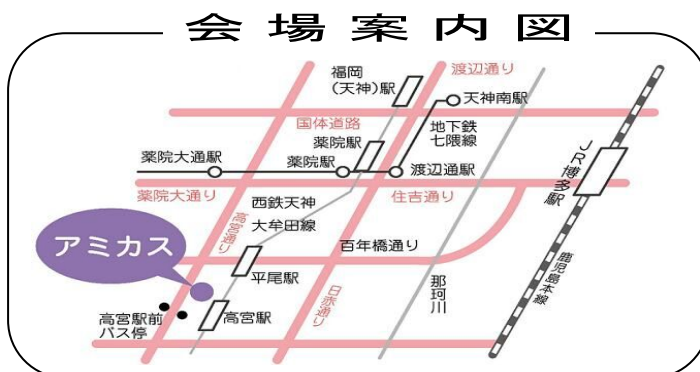 会場案内図
福岡
(天神)駅
渡辺通り
天神南駅
国体道路
地下鉄
七隈線
薬院駅
薬院大通駅
薬院駅
渡辺通駅
JR博多駅
薬院大通り
住吉通り
西鉄天神
大牟田線
高宮通り
アミカス
百年橋通り
平尾駅
日赤通り
那珂川
鹿児島本線
高宮駅前
バス停
高宮駅